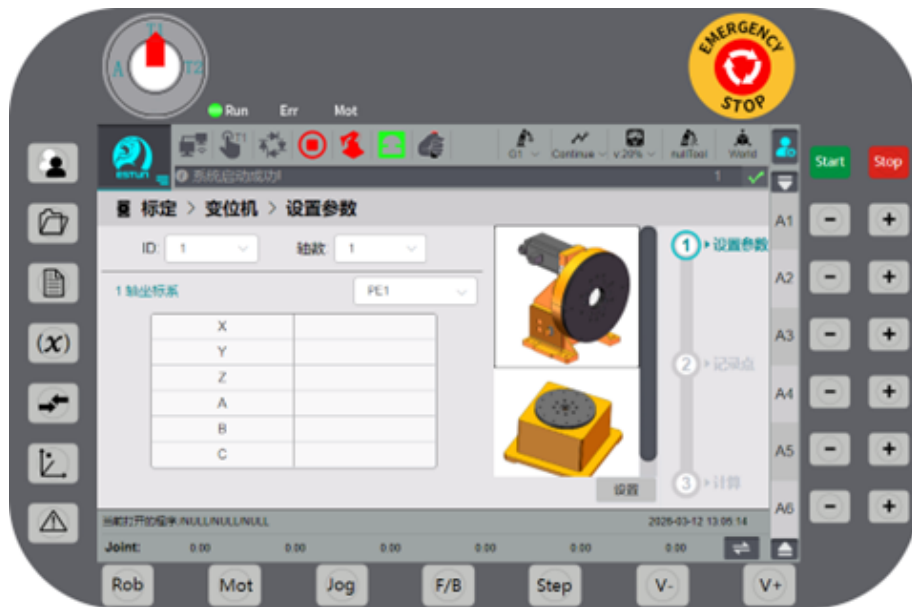 T1
A
T2
EMERGENCY
STOP
Run Err Mot
T1
G1 Continue V:20% nullTool World
ESTUN
系统启动成功! 1
Start Stop
标定 > 变位机 > 设置参数
ID: 1 轴数: 1
1 轴坐标系 PE1
X
Y
Z
A
B
C
设置
1 设置参数
2 记录点
3 计算
A1 - +
A2 - +
A3 - +
A4 - +
A5 - +
A6 - +
(x)
当前打开的程序:NULL/NULL/NULL 2026-03-12 13:05:14
Joint: 0.00 0.00 0.00 0.00 0.00 0.00
Rob Mot Jog F/B Step V- V+